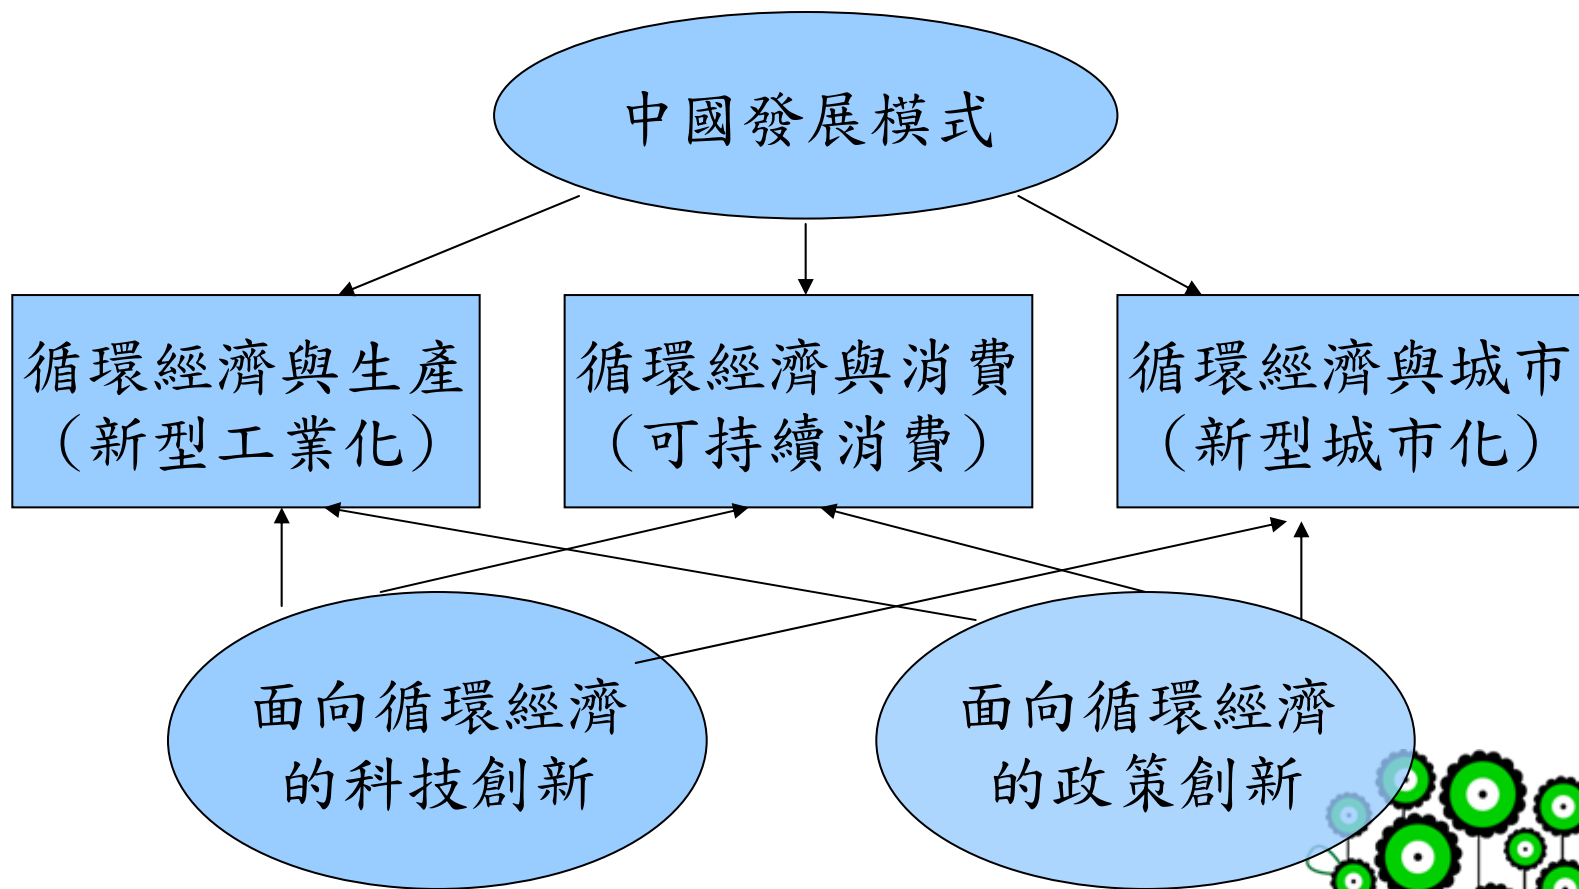 中國發展模式
循環經濟與生產
（新型工業化）
循環經濟與消費
（可持續消費）
循環經濟與城市
（新型城市化）
面向循環經濟
的科技創新
面向循環經濟
的政策創新